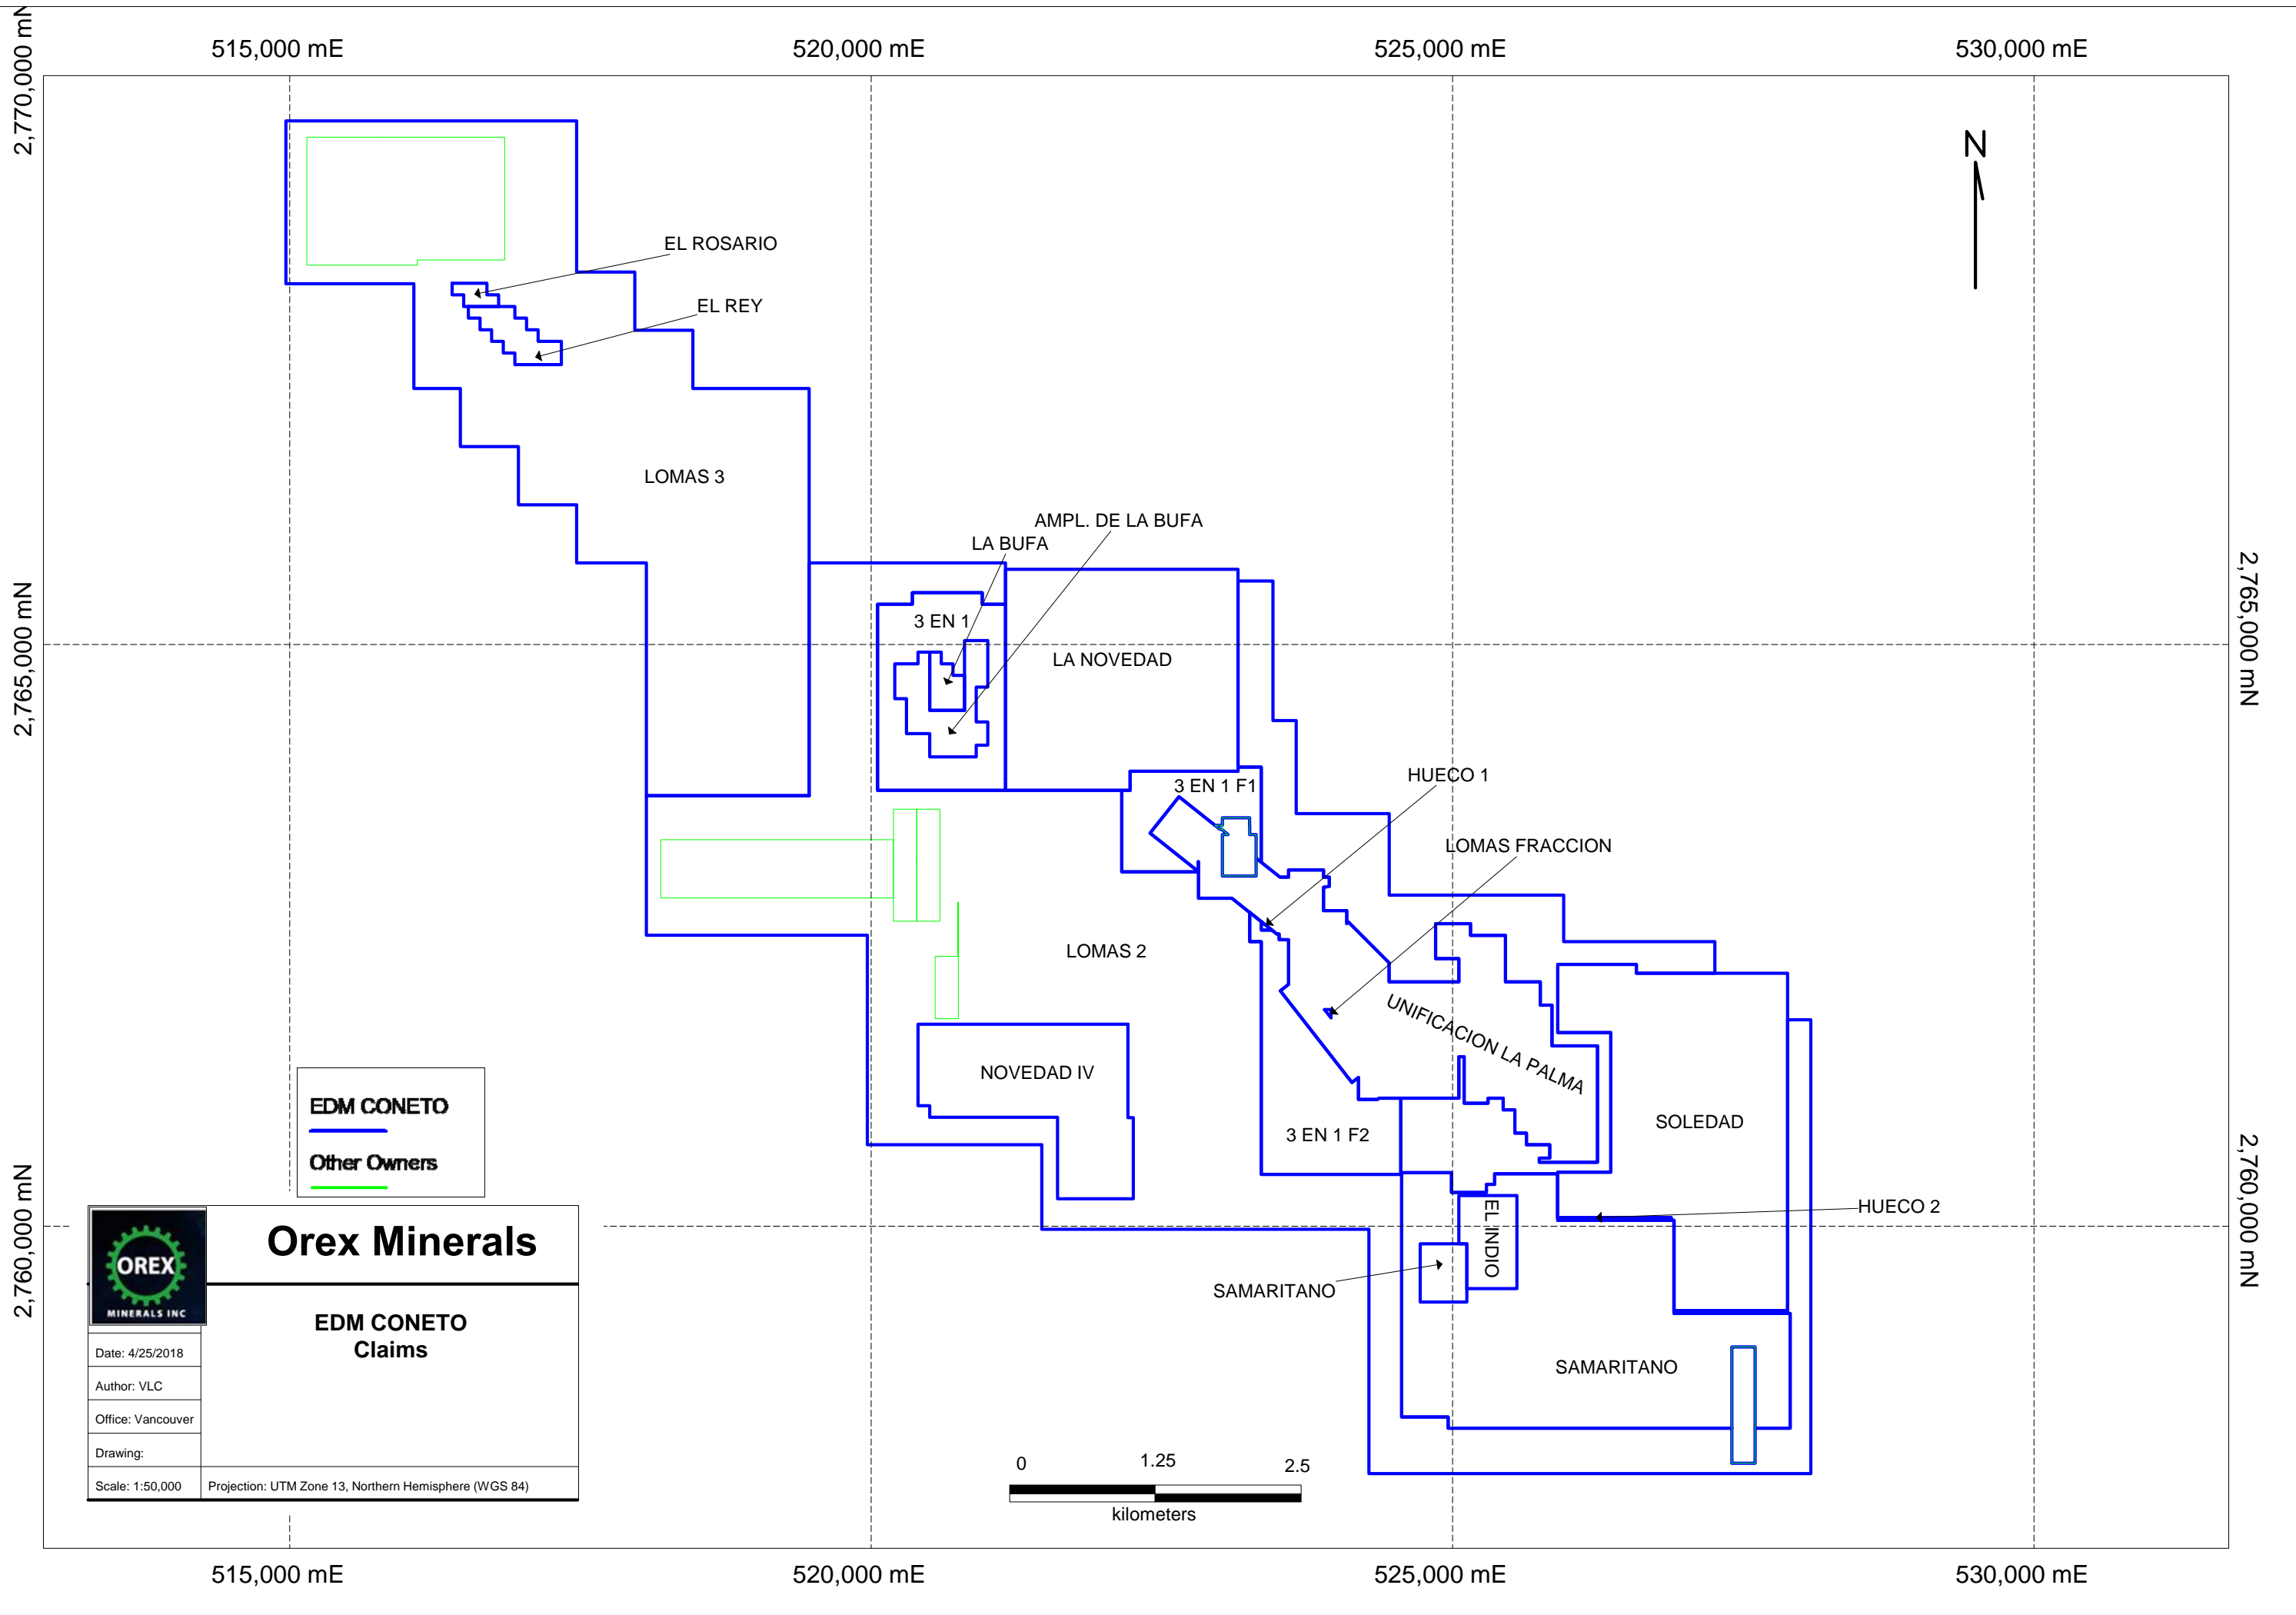 515,000 mE
520,000 mE
525,000 mE
530,000 mE
2,770,000 mN
N
EL ROSARIO
EL REY
LOMAS 3
AMPL. DE LA BUFA
LA BUFA
2,765,000 mN
2,765,000 mN
3 EN 1
LA NOVEDAD
3 EN 1 F1
HUECO 1
LOMAS FRACCION
LOMAS 2
UNIFICACION LA PALMA
NOVEDAD IV
SOLEDAD
3 EN 1 F2
EDM CONETO
Other Owners
2,760,000 mN
2,760,000 mN
HUECO 2
EL INDIO
SAMARITANO
SAMARITANO
OREX
MINERALS INC
Orex Minerals
EDM CONETO
Claims
Date: 4/25/2018
Author: VLC
Office: Vancouver
Drawing:
Scale: 1:50,000
Projection: UTM Zone 13, Northern Hemisphere (WGS 84)
0
1.25
2.5
kilometers
515,000 mE
520,000 mE
525,000 mE
530,000 mE